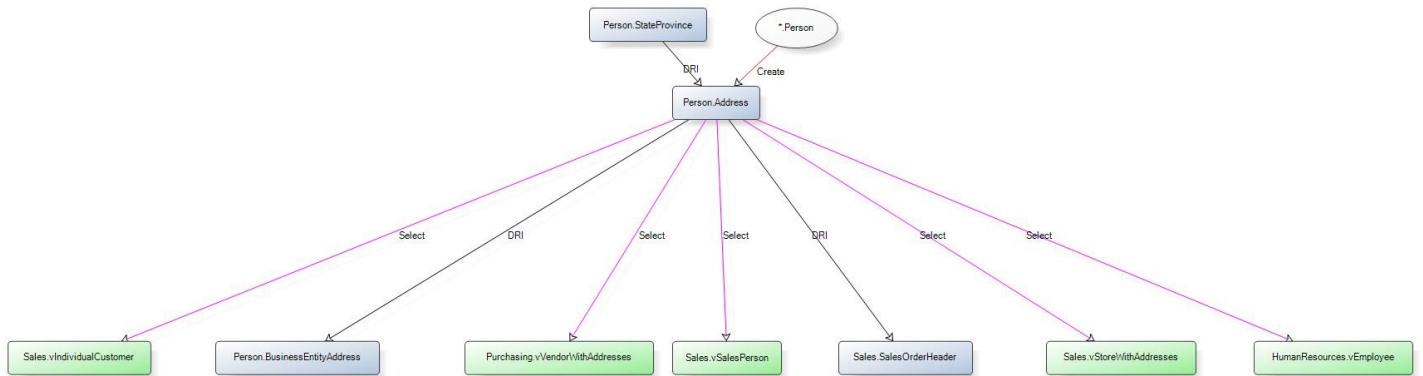 Person.StateProvince
*.Person
DRI
Create
Person.Address
Select
DRI
Select
Select
DRI
Select
Select
Sales.vIndividualCustomer
Person.BusinessEntityAddress
Purchasing.vVendorWithAddresses
Sales.vSalesPerson
Sales.SalesOrderHeader
Sales.vStoreWithAddresses
HumanResources.vEmployee